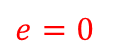 e = 0